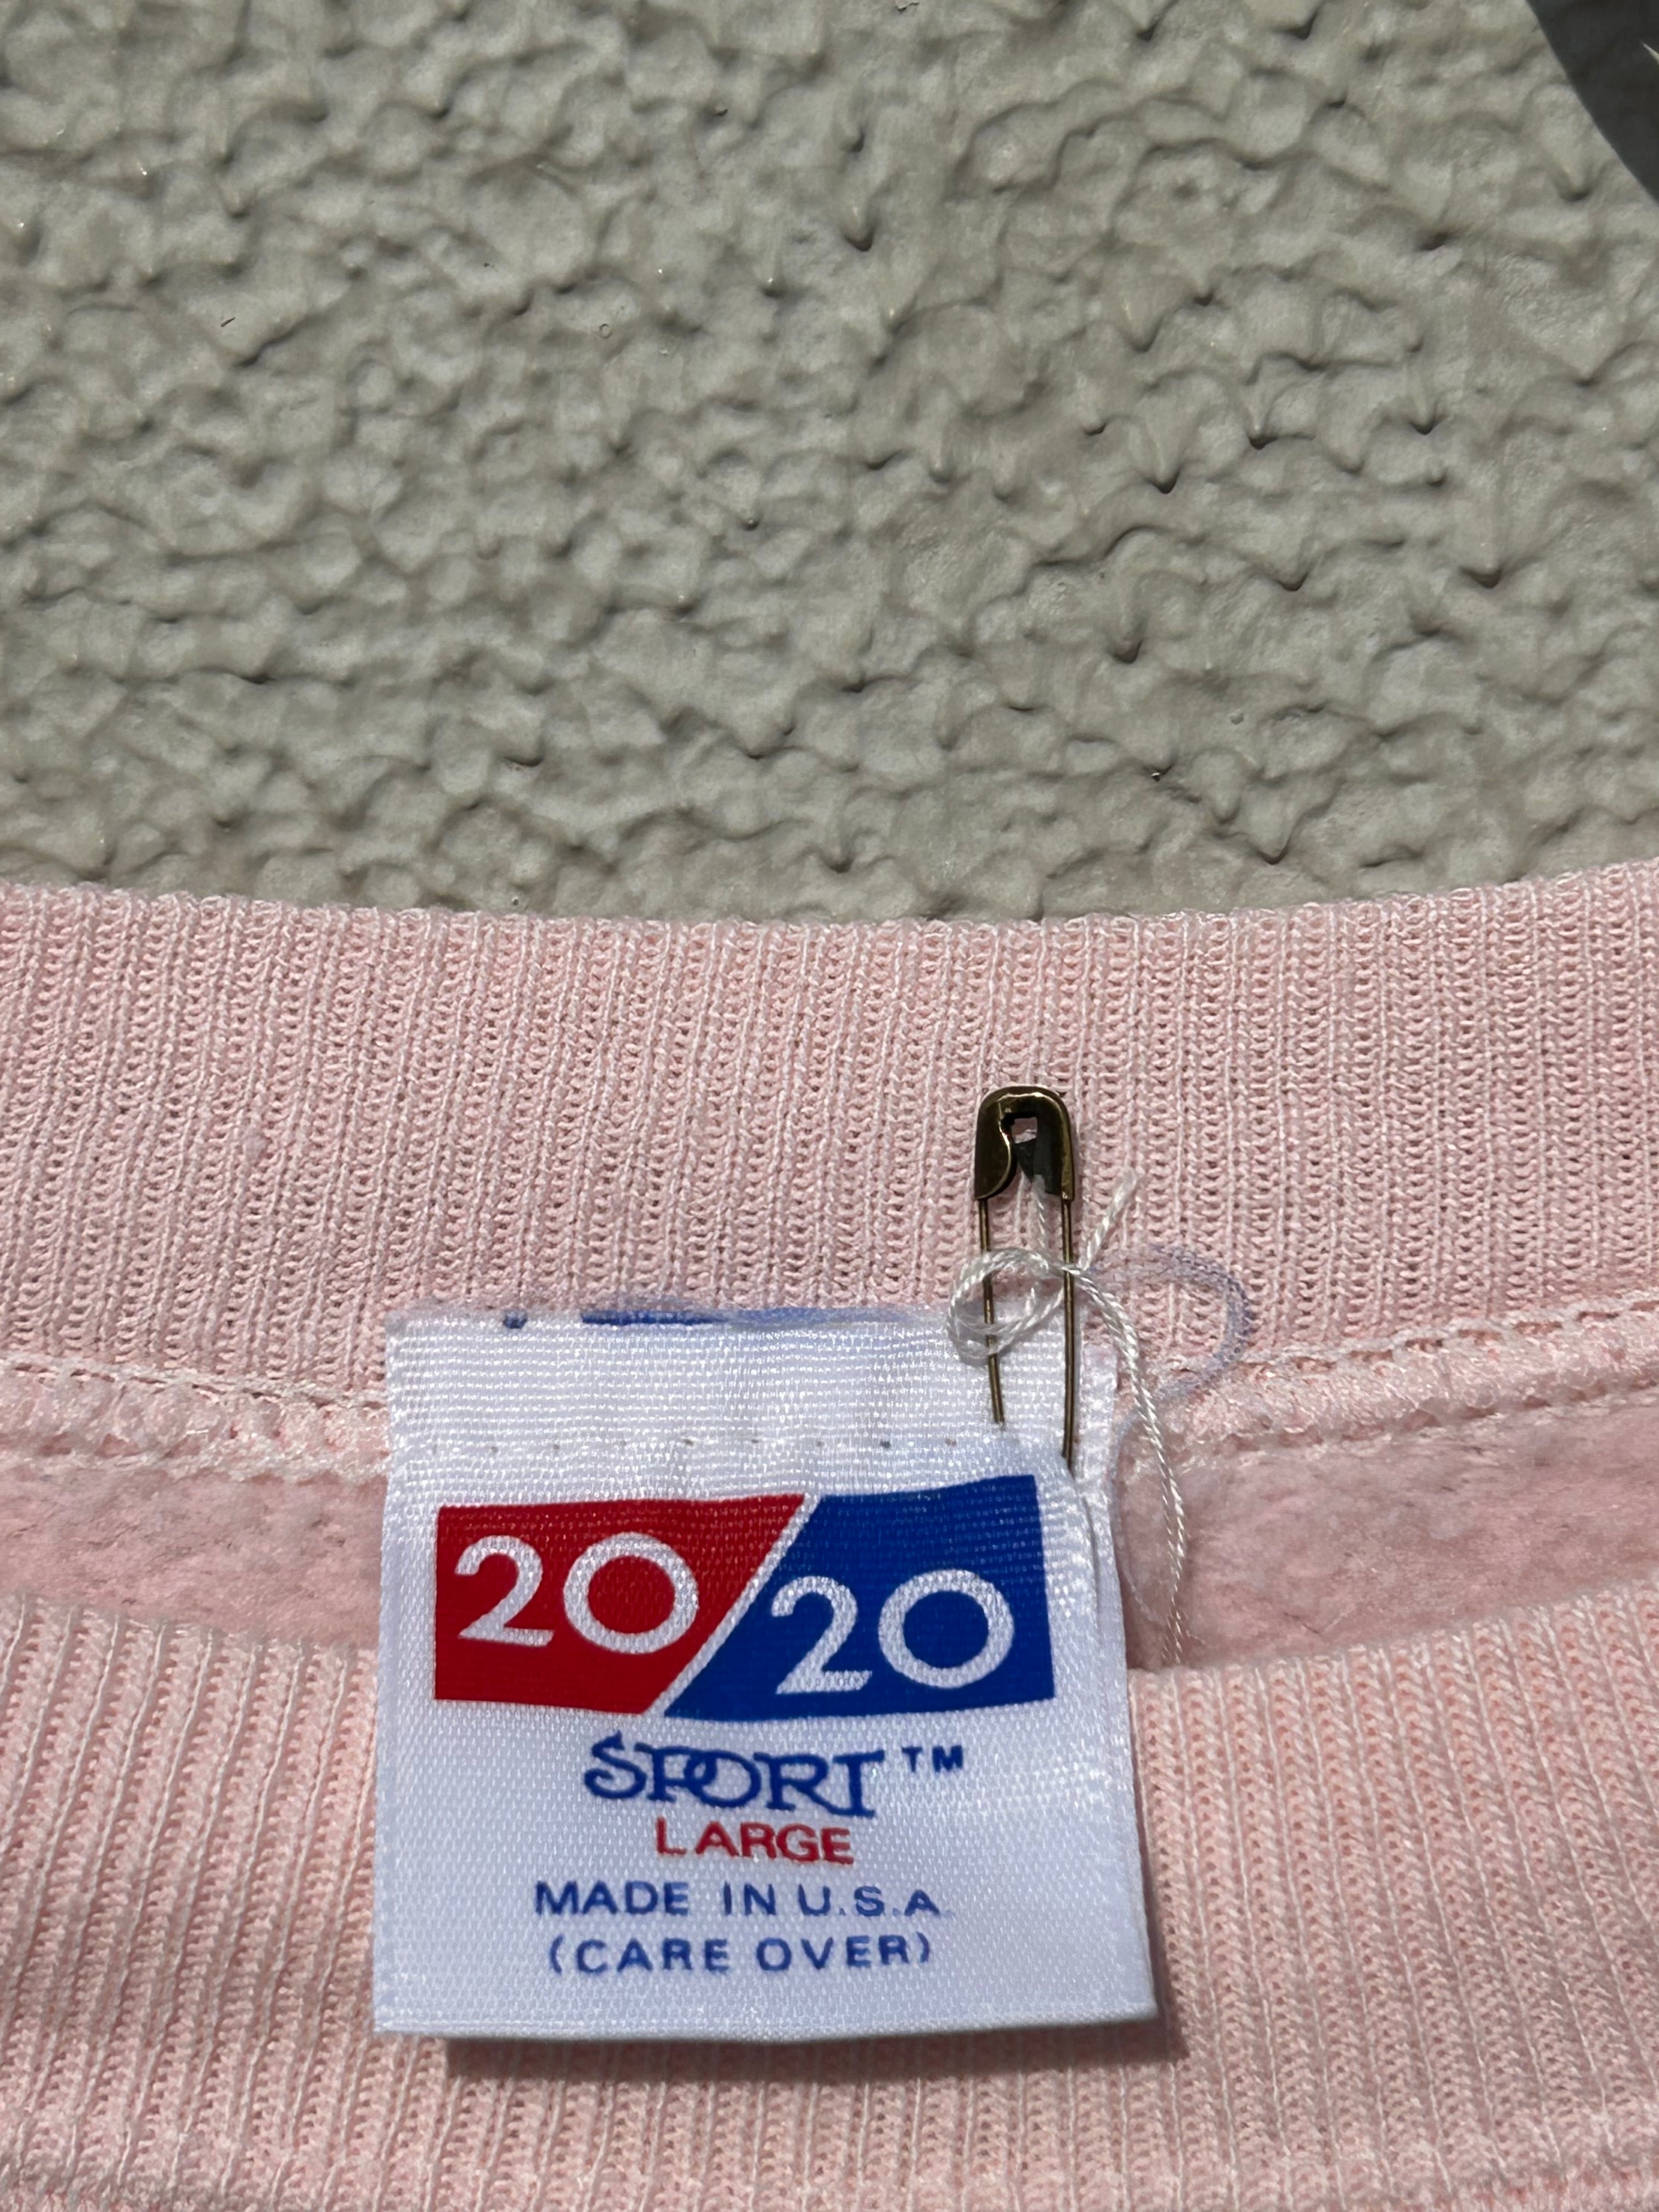 20/20
SPORT™
LARGE
MADE IN U.S.A.
(CARE OVER)